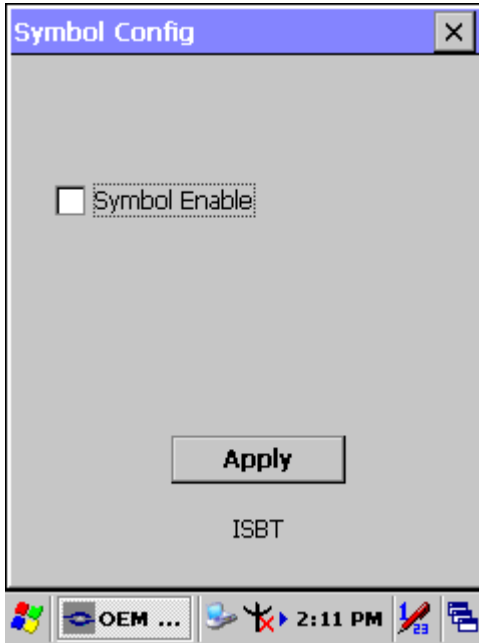 Symbol Config
Symbol Enable
Apply
ISBT
OEM ... 2:11 PM